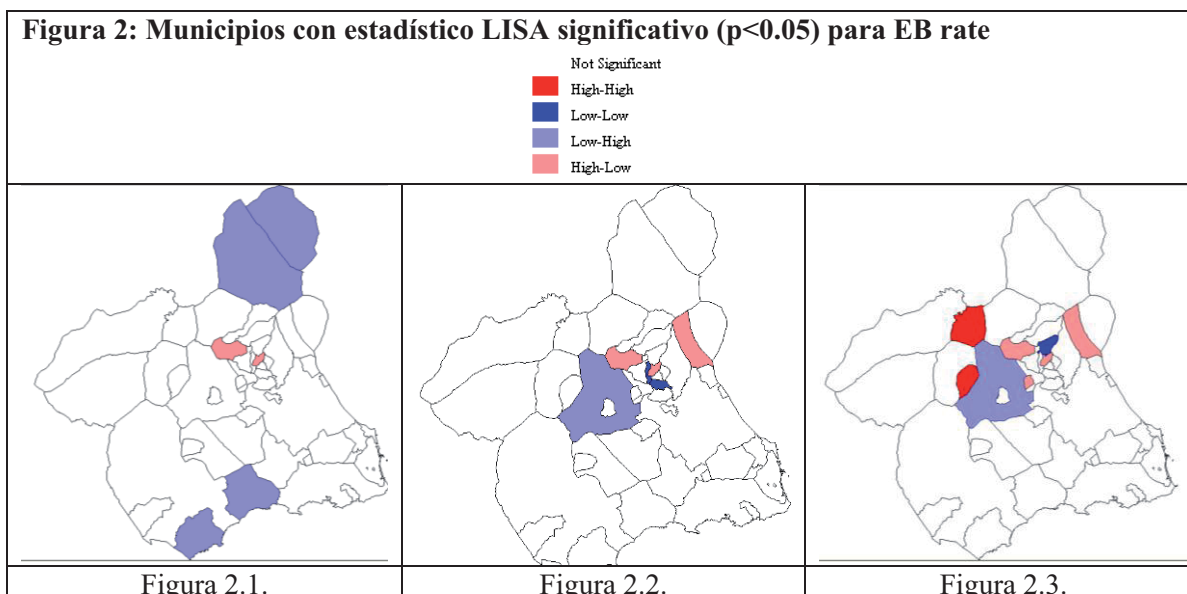 Figura 2: Municipios con estadístico LISA significativo (p<0.05) para EB rate
Not Significant
High-High
Low-Low
Low-High
High-Low
Figura 2.1.
Figura 2.2.
Figura 2.3.